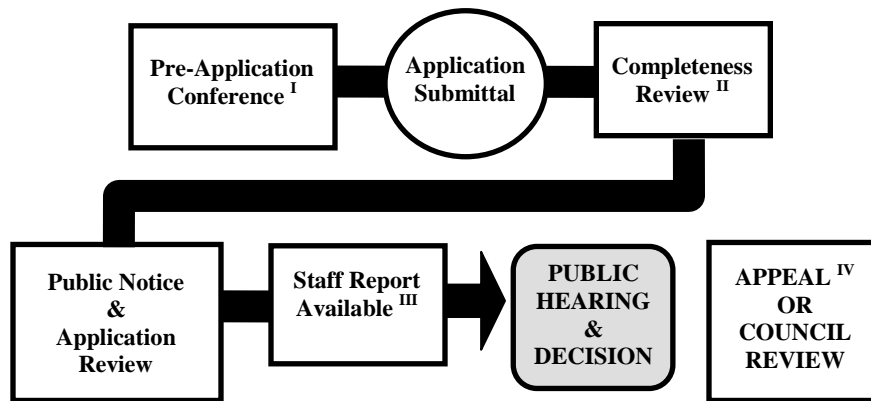 Pre-Application
Conference I
Application
Submittal
Completeness
Review II
Public Notice
&
Application
Review
Staff Report
Available III
PUBLIC
HEARING
&
DECISION
APPEAL IV
OR
COUNCIL
REVIEW